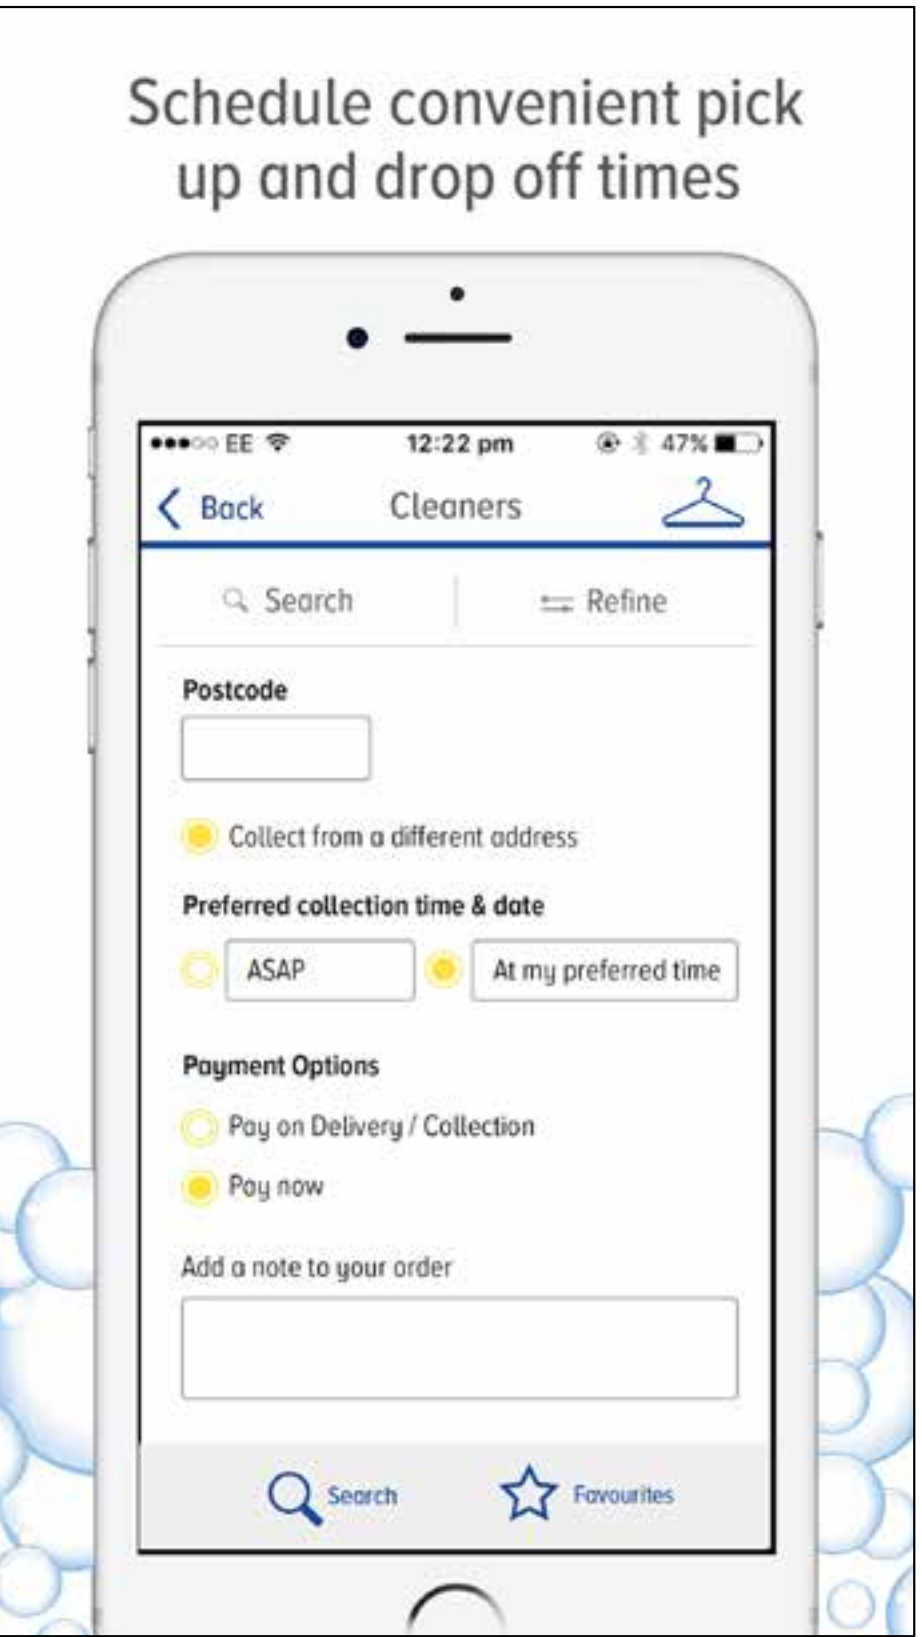 Schedule convenient pick
up and drop off times
EE 12:22 pm 47%
Back Cleaners
Search Refine
Postcode
Collect from a different address
Preferred collection time & date
ASAP At my preferred time
Payment Options
Pay on Delivery / Collection
Pay now
Add a note to your order
Search Favourites